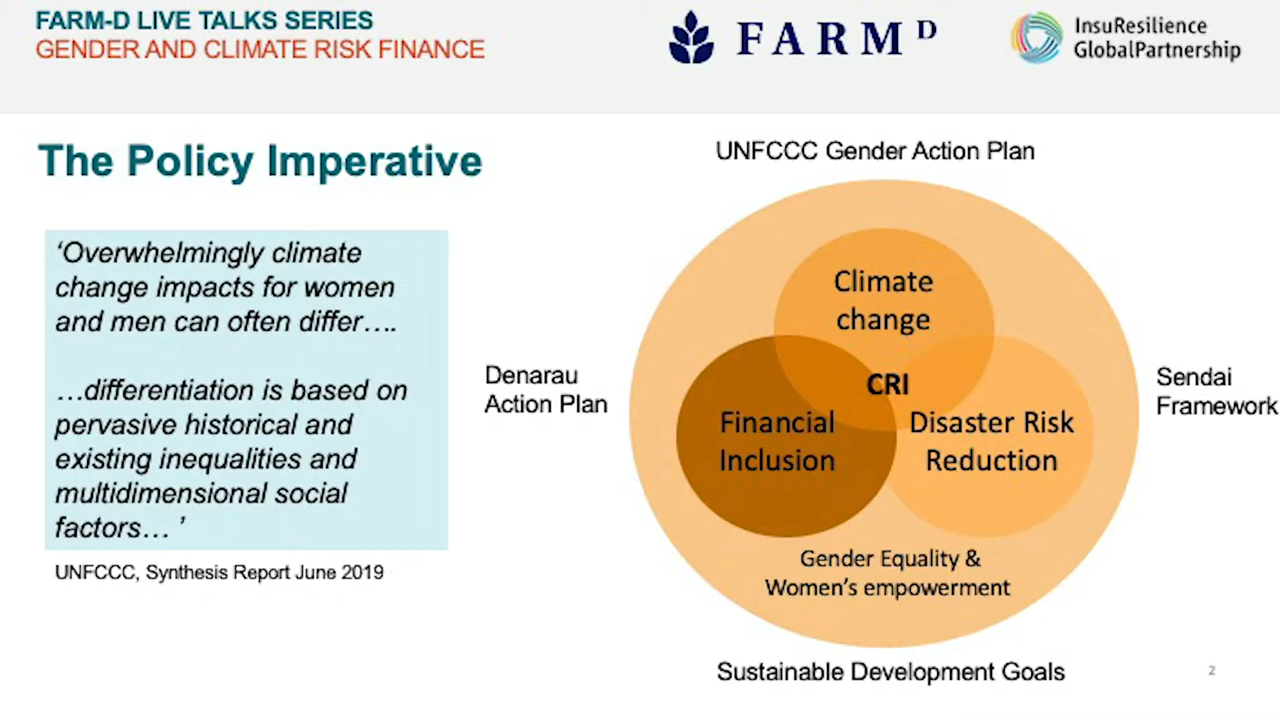 FARM-D LIVE TALKS SERIES
GENDER AND CLIMATE RISK FINANCE
FARM D
InsuResilience
GlobalPartnership
The Policy Imperative
‘Overwhelmingly climate
change impacts for women
and men can often differ….
…differentiation is based on
pervasive historical and
existing inequalities and
multidimensional social
factors… ’
UNFCCC, Synthesis Report June 2019
UNFCCC Gender Action Plan
Climate
change
Denarau
Action Plan
CRI
Sendai
Framework
Financial
Inclusion
Disaster Risk
Reduction
Gender Equality &
Women’s empowerment
Sustainable Development Goals
2